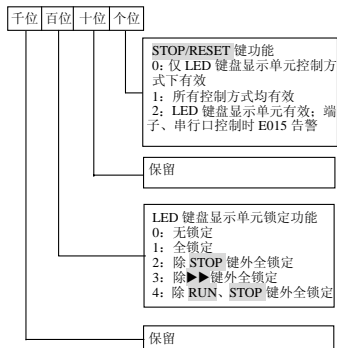 千位 百位 十位 个位
STOP/RESET 键功能
0：仅 LED 键盘显示单元控制方
式下有效
1：所有控制方式均有效
2：LED 键盘显示单元有效；端
子、串行口控制时 E015 告警
保留
LED 键盘显示单元锁定功能
0：无锁定
1：全锁定
2：除 STOP 键外全锁定
3：除▶▶键外全锁定
4：除 RUN、STOP 键外全锁定
保留